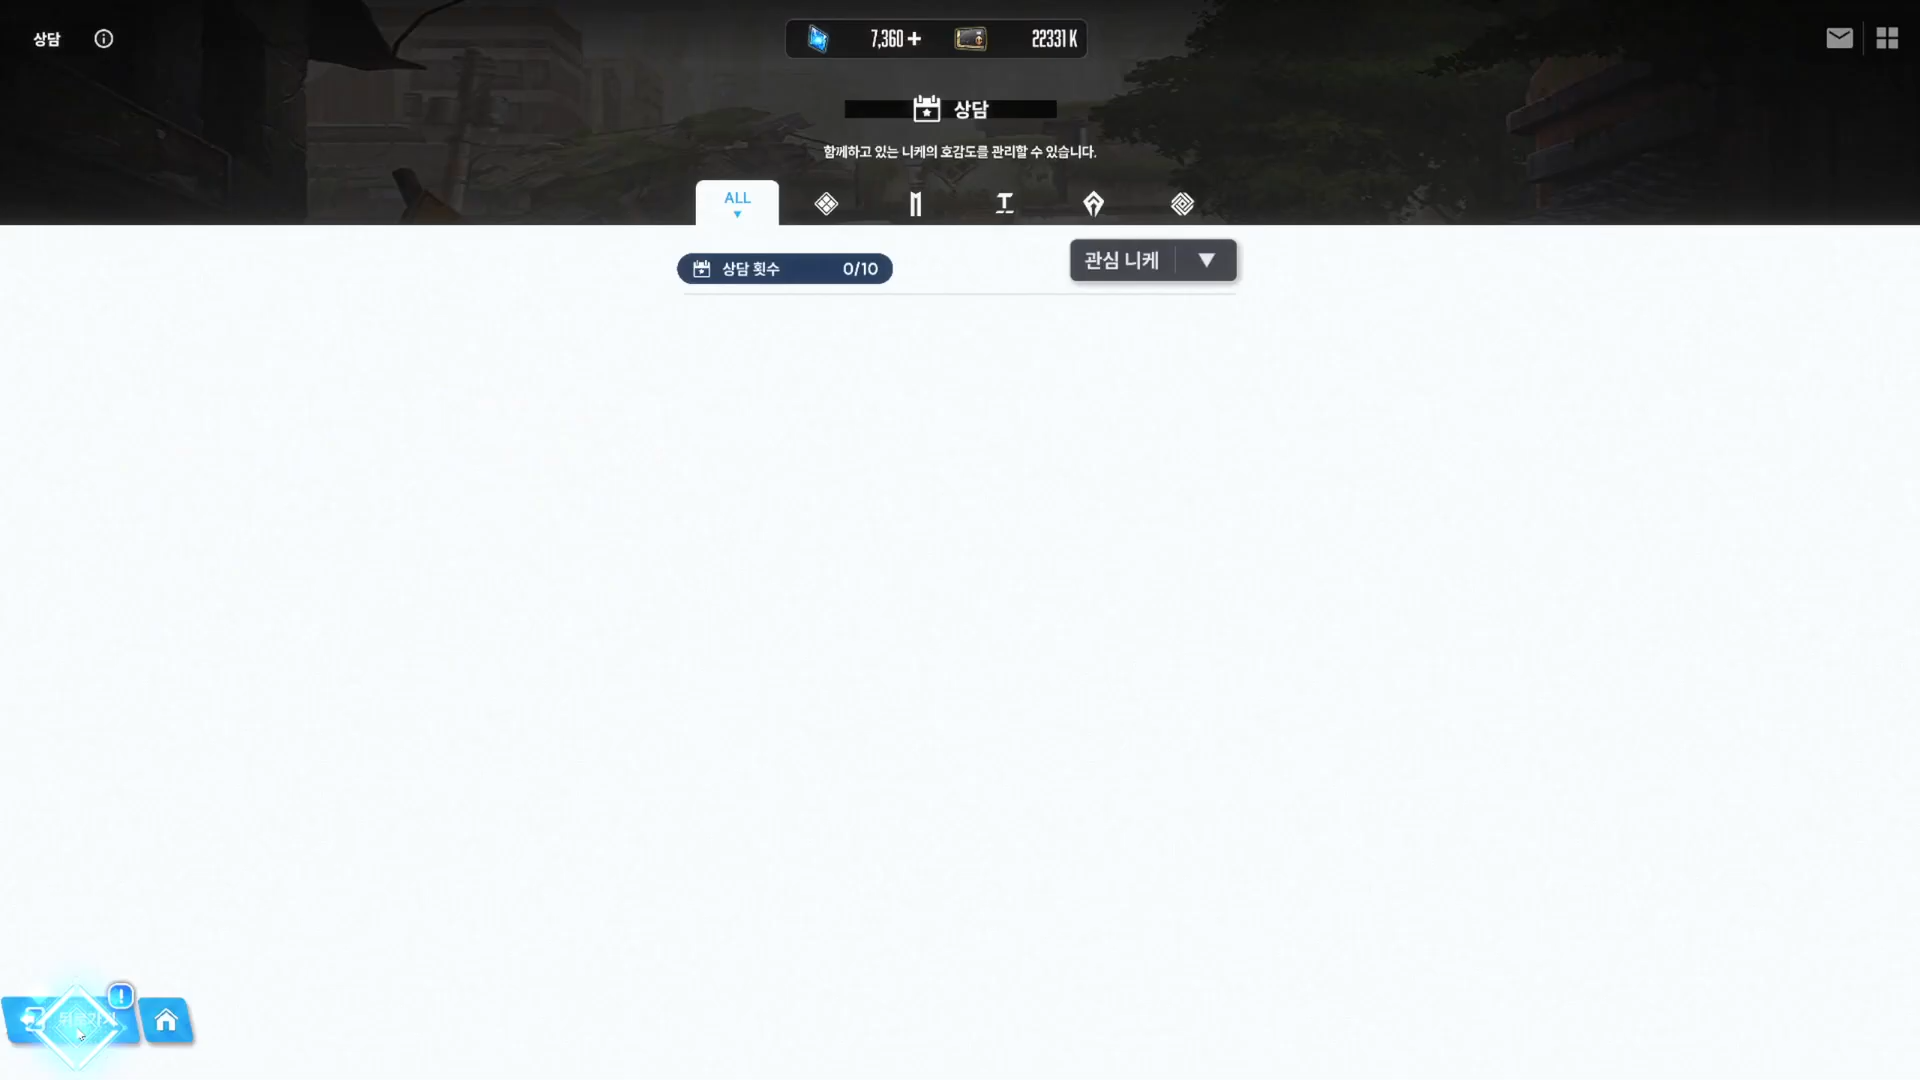 상담
7,360
22331 K
상담
함께하고 있는 니케의 호감도를 관리할 수 있습니다.
ALL
상담 횟수 0/10
관심 니케